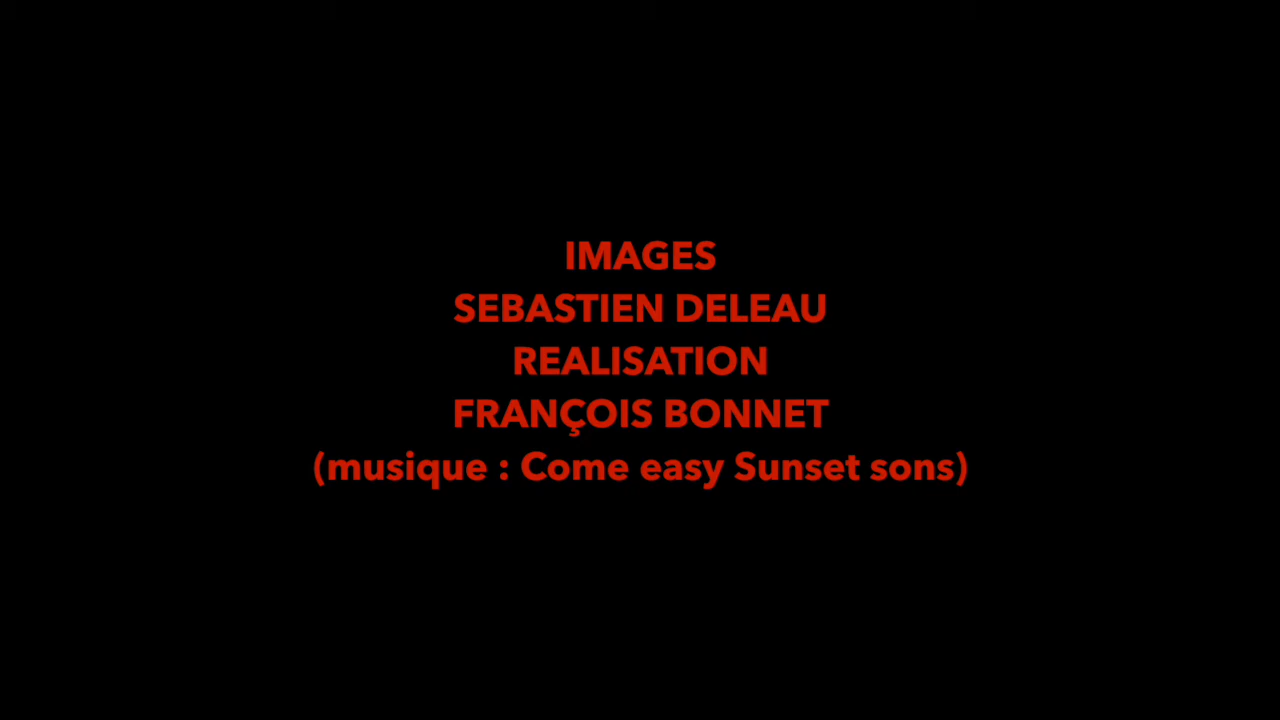 IMAGES
SEBASTIEN DELEAU
REALISATION
FRANÇOIS BONNET
(musique : Come easy Sunset sons)